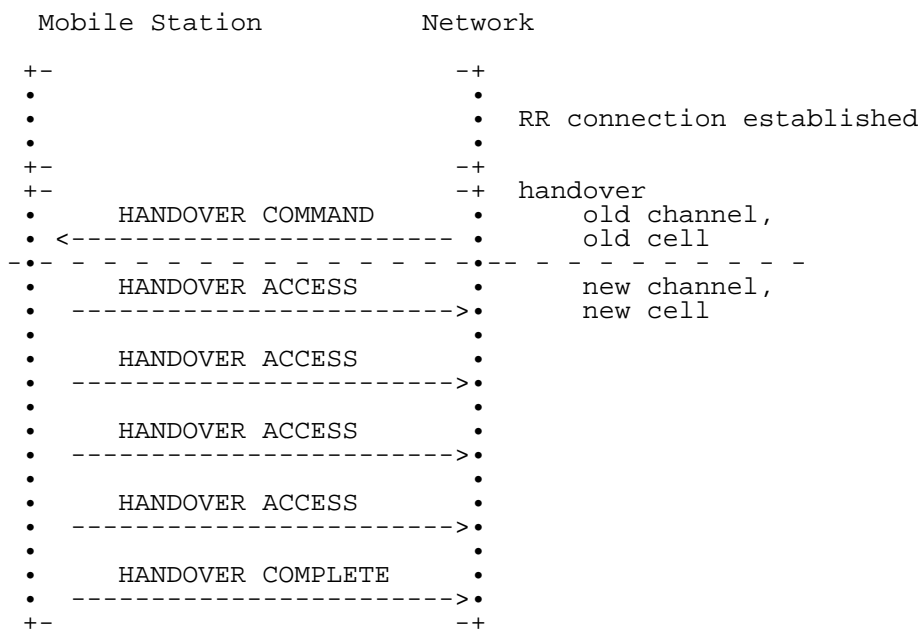 Mobile Station Network
+- -+
• •
• • RR connection established
• •
+- -+
+- -+ handover
• HANDOVER COMMAND • old channel,
• <------------------------ • old cell
-•- - - - - - - - - - - - - -•-- - - - - - - - - -
• HANDOVER ACCESS • new channel,
• ------------------------>• new cell
• •
• HANDOVER ACCESS •
• ------------------------>•
• •
• HANDOVER ACCESS •
• ------------------------>•
• •
• HANDOVER ACCESS •
• ------------------------>•
• •
• HANDOVER COMPLETE •
• ------------------------>•
+- -+